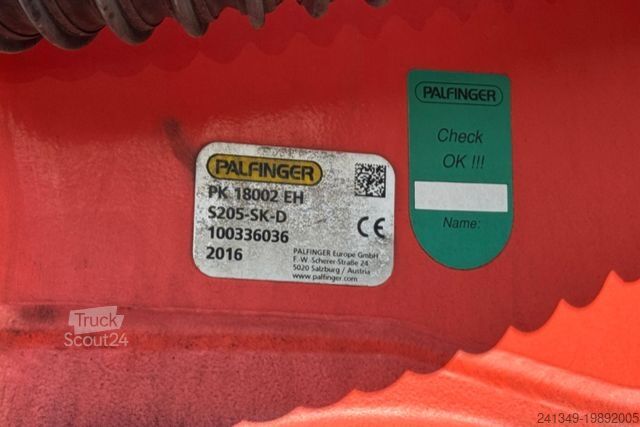 PALFINGER
PK 18002 EH
S205-SK-D
100336036
2016
CE
PALFINGER Europe GmbH
F.-W.-Scherer-Straße 24
5020 Salzburg / Austria
www.palfinger.com
PALFINGER
Check
OK !!!
Name:
Truck
Scout24
241349-19892005